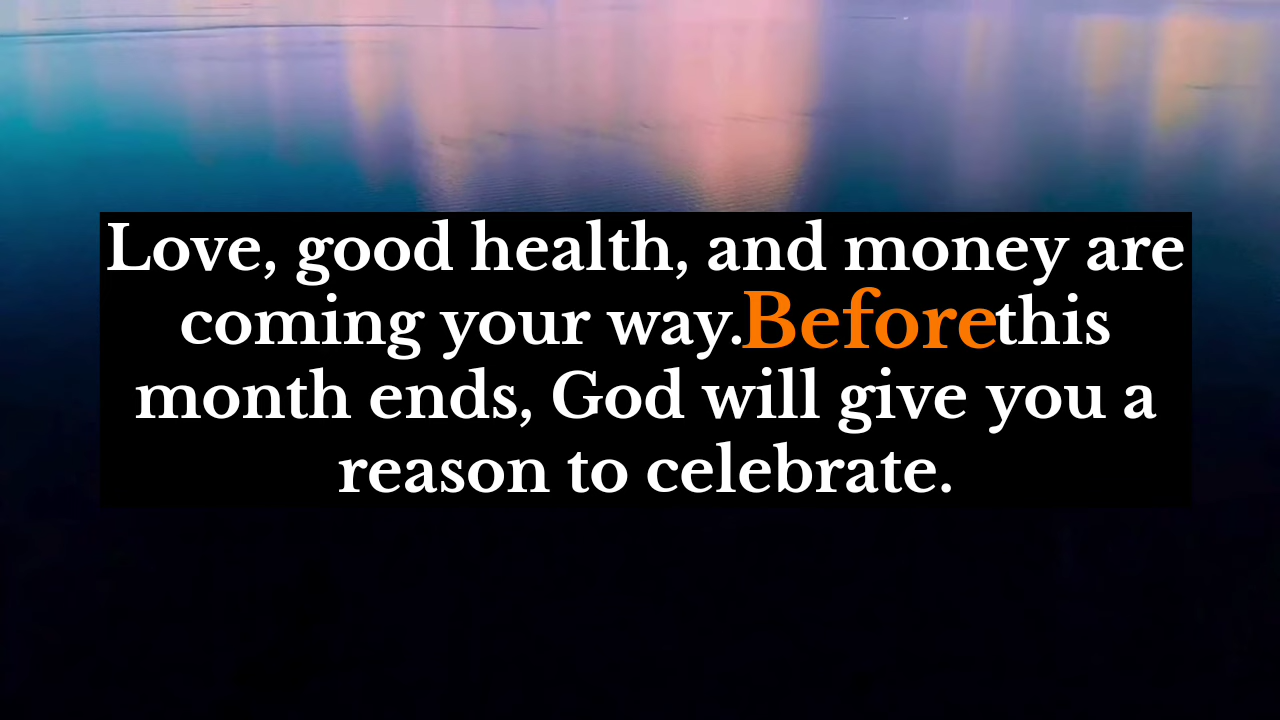 Love, good health, and money are
coming your way.Beforethis
month ends, God will give you a
reason to celebrate.